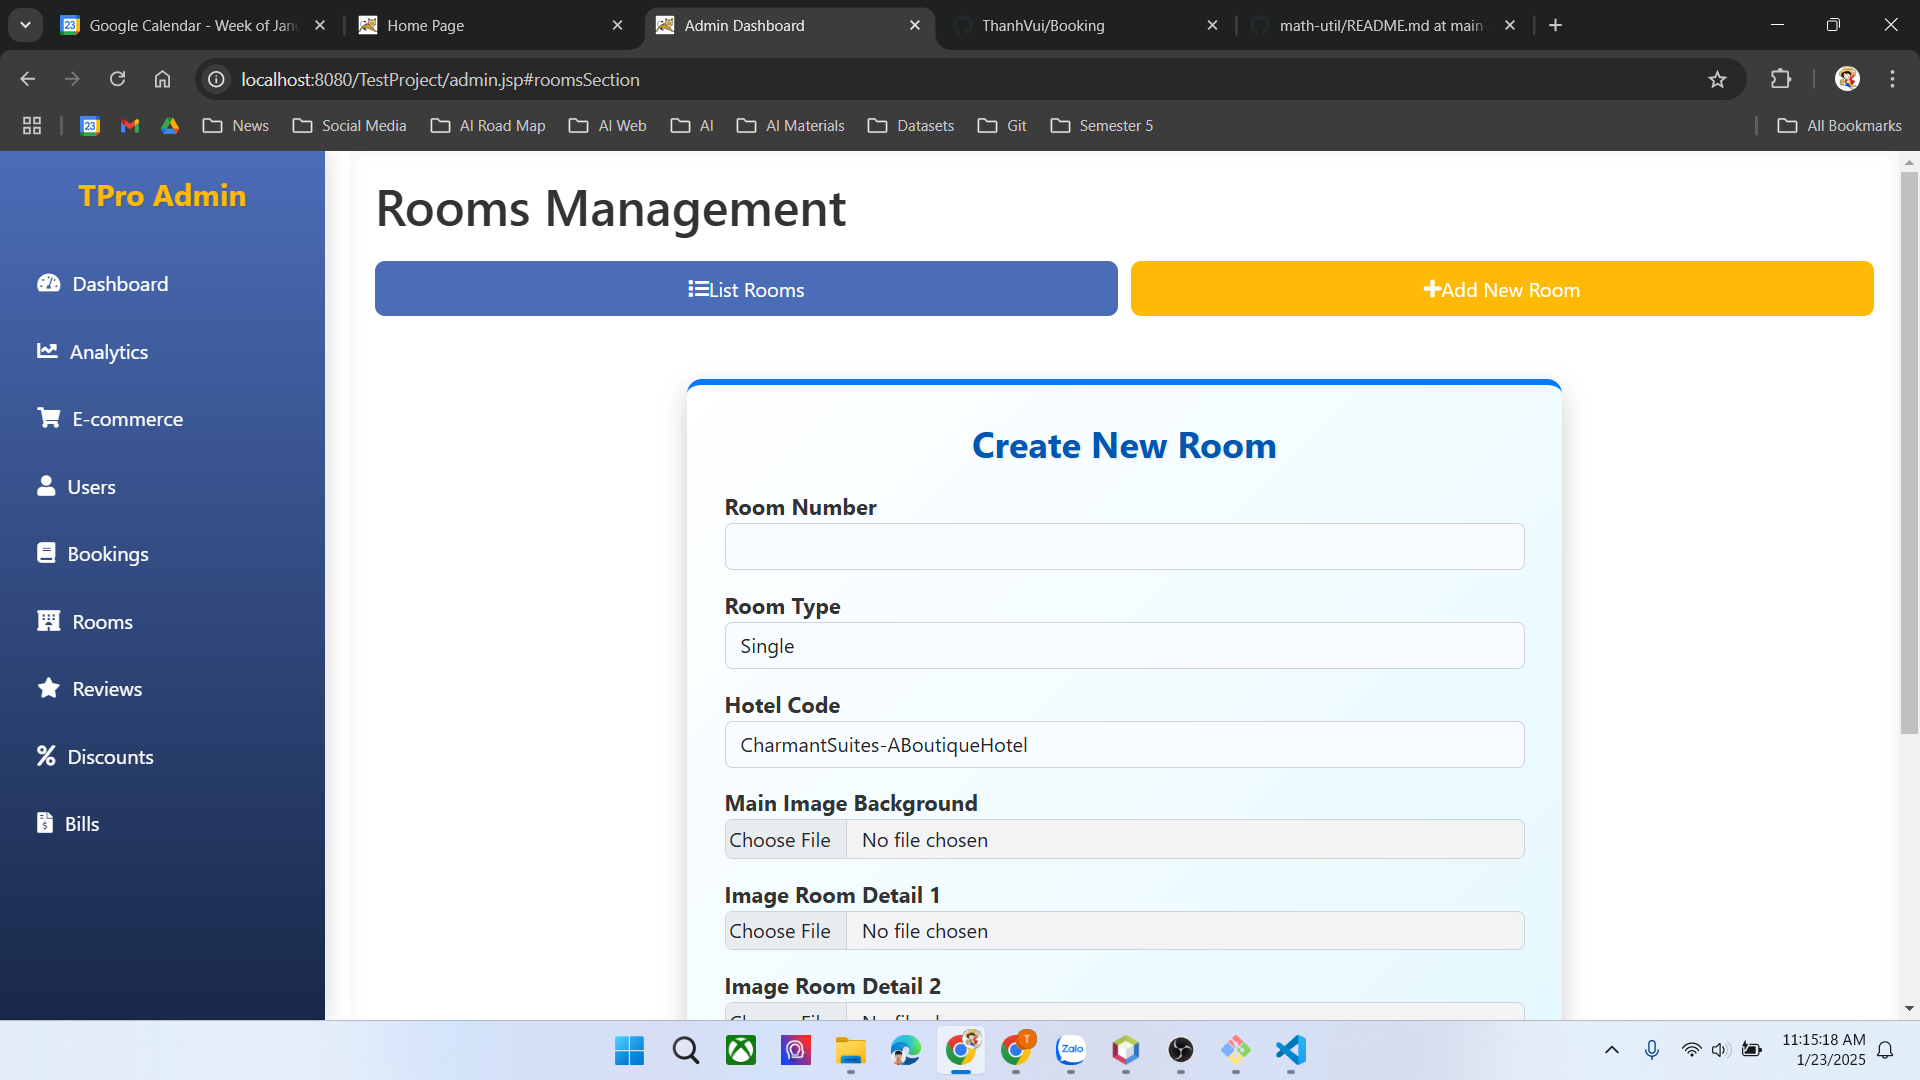 Google Calendar - Week of Jan
Home Page
Admin Dashboard
ThanhVui/Booking
math-util/README.md at main
localhost:8080/TestProject/admin.jsp#roomsSection
23
News
Social Media
AI Road Map
AI Web
AI
AI Materials
Datasets
Git
Semester 5
All Bookmarks
TPro Admin
Dashboard
Analytics
E-commerce
Users
Bookings
Rooms
Reviews
Discounts
Bills
Rooms Management
List Rooms
Add New Room
Create New Room
Room Number
Room Type
Single
Hotel Code
CharmantSuites-ABoutiqueHotel
Main Image Background
Choose File No file chosen
Image Room Detail 1
Choose File No file chosen
Image Room Detail 2
Zalo
T
11:15:18 AM
1/23/2025